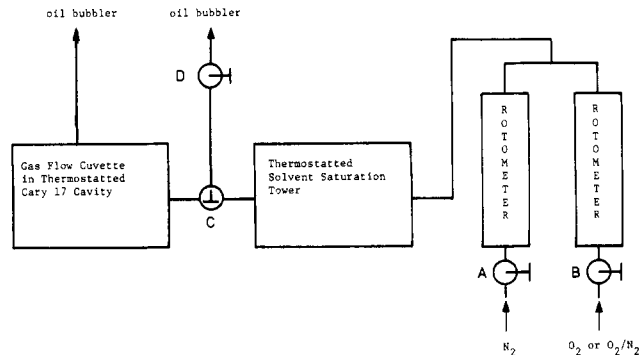 oil bubbler
oil bubbler
D
Gas Flow Cuvette
in Thermostatted
Cary 17 Cavity
C
Thermostatted
Solvent Saturation
Tower
ROTOMETER
ROTOMETER
A
B
N2
O2 or O2/N2